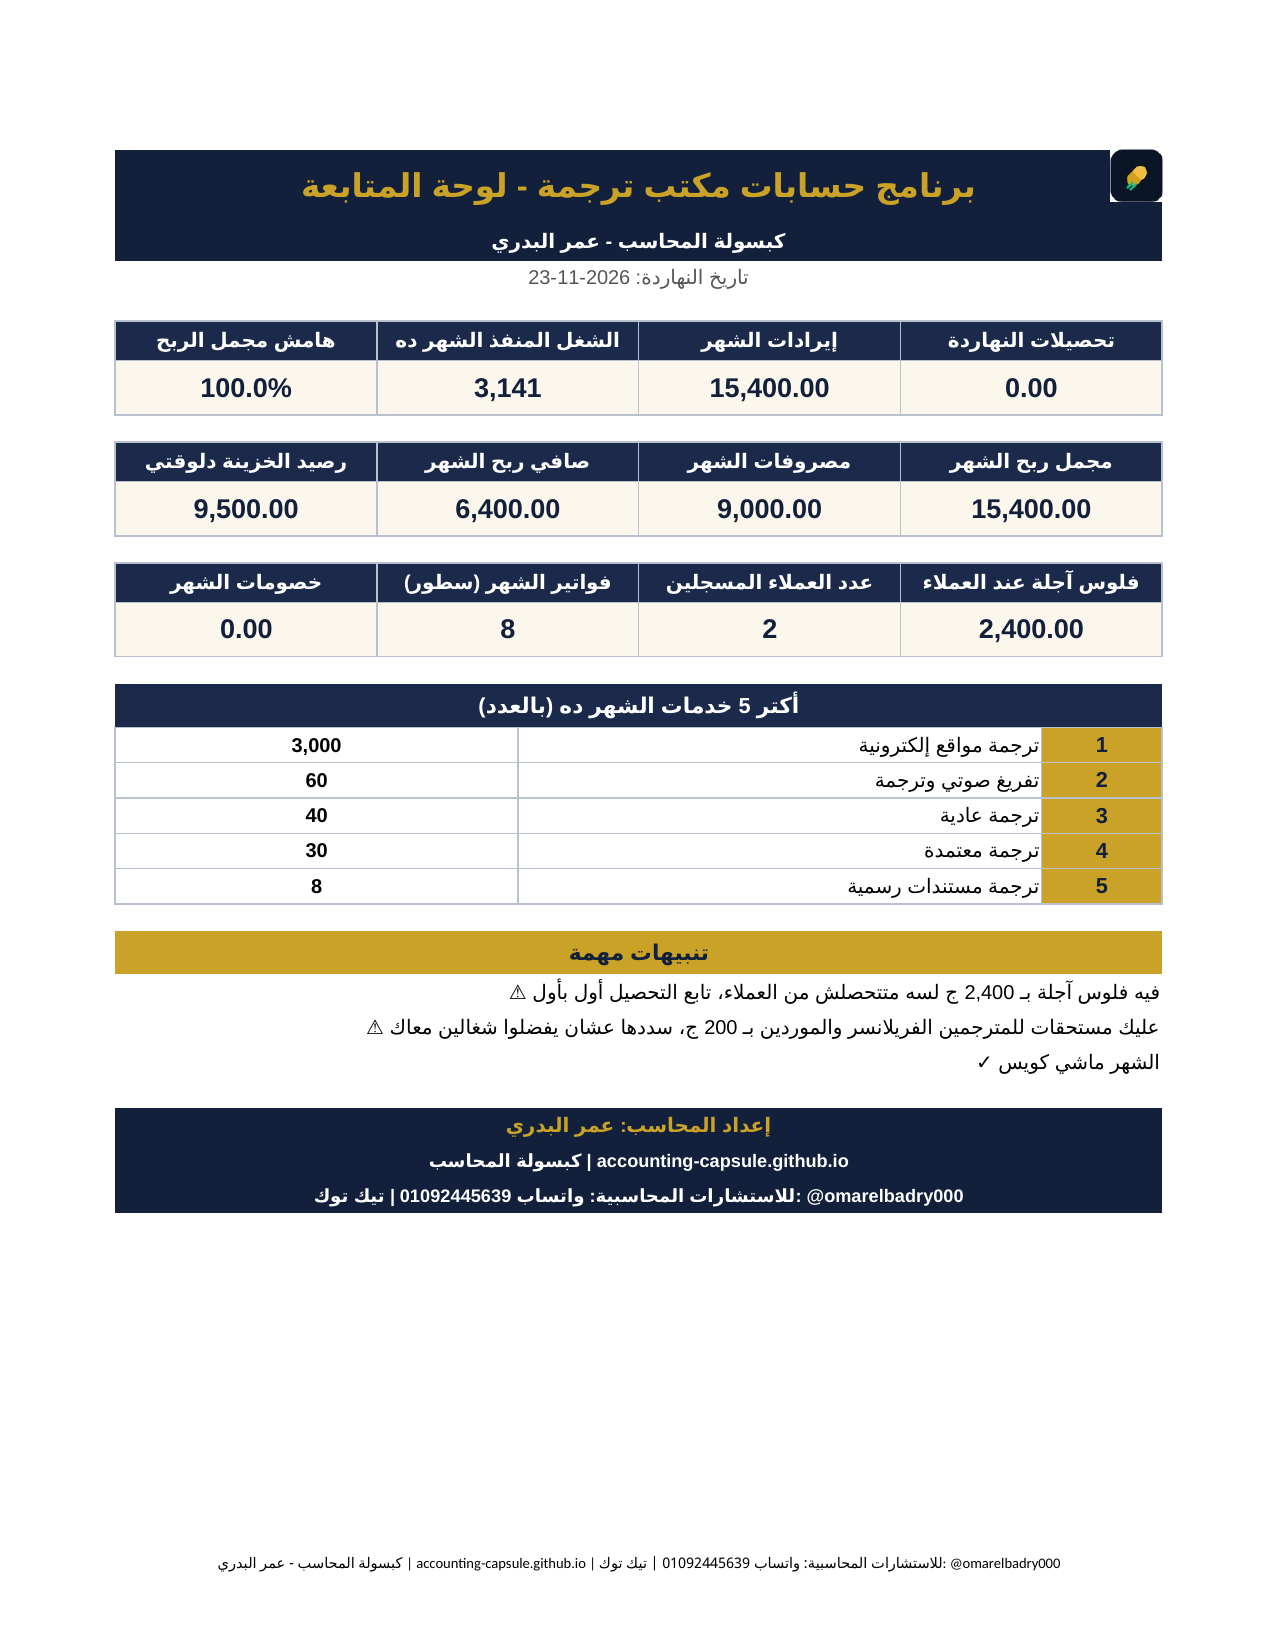 برنامج حسابات مكتب ترجمة - لوحة المتابعة
كبسولة المحاسب - عمر البدري
تاريخ النهاردة: 2026-11-23
تحصيلات النهاردة إيرادات الشهر الشغل المنفذ الشهر ده هامش مجمل الربح
0.00 15,400.00 3,141 100.0%
مجمل ربح الشهر مصروفات الشهر صافي ربح الشهر رصيد الخزينة دلوقتي
15,400.00 9,000.00 6,400.00 9,500.00
فلوس آجلة عند العملاء عدد العملاء المسجلين فواتير الشهر (سطور) خصومات الشهر
2,400.00 2 8 0.00
أكتر 5 خدمات الشهر ده (بالعدد)
1 ترجمة مواقع إلكترونية 3,000
2 تفريغ صوتي وترجمة 60
3 ترجمة عادية 40
4 ترجمة معتمدة 30
5 ترجمة مستندات رسمية 8
تنبيهات مهمة
فيه فلوس آجلة بـ 2,400 ج لسه متتحصلش من العملاء، تابع التحصيل أول بأول ⚠
عليك مستحقات للمترجمين الفريلانسر والموردين بـ 200 ج، سددها عشان يفضلوا شغالين معاك ⚠
الشهر ماشي كويس ✓
إعداد المحاسب: عمر البدري
كبسولة المحاسب | accounting-capsule.github.io
للاستشارات المحاسبية: واتساب 01092445639 | تيك توك: @omarelbadry000
كبسولة المحاسب - عمر البدري | accounting-capsule.github.io | للاستشارات المحاسبية: واتساب 01092445639 | تيك توك: @omarelbadry000